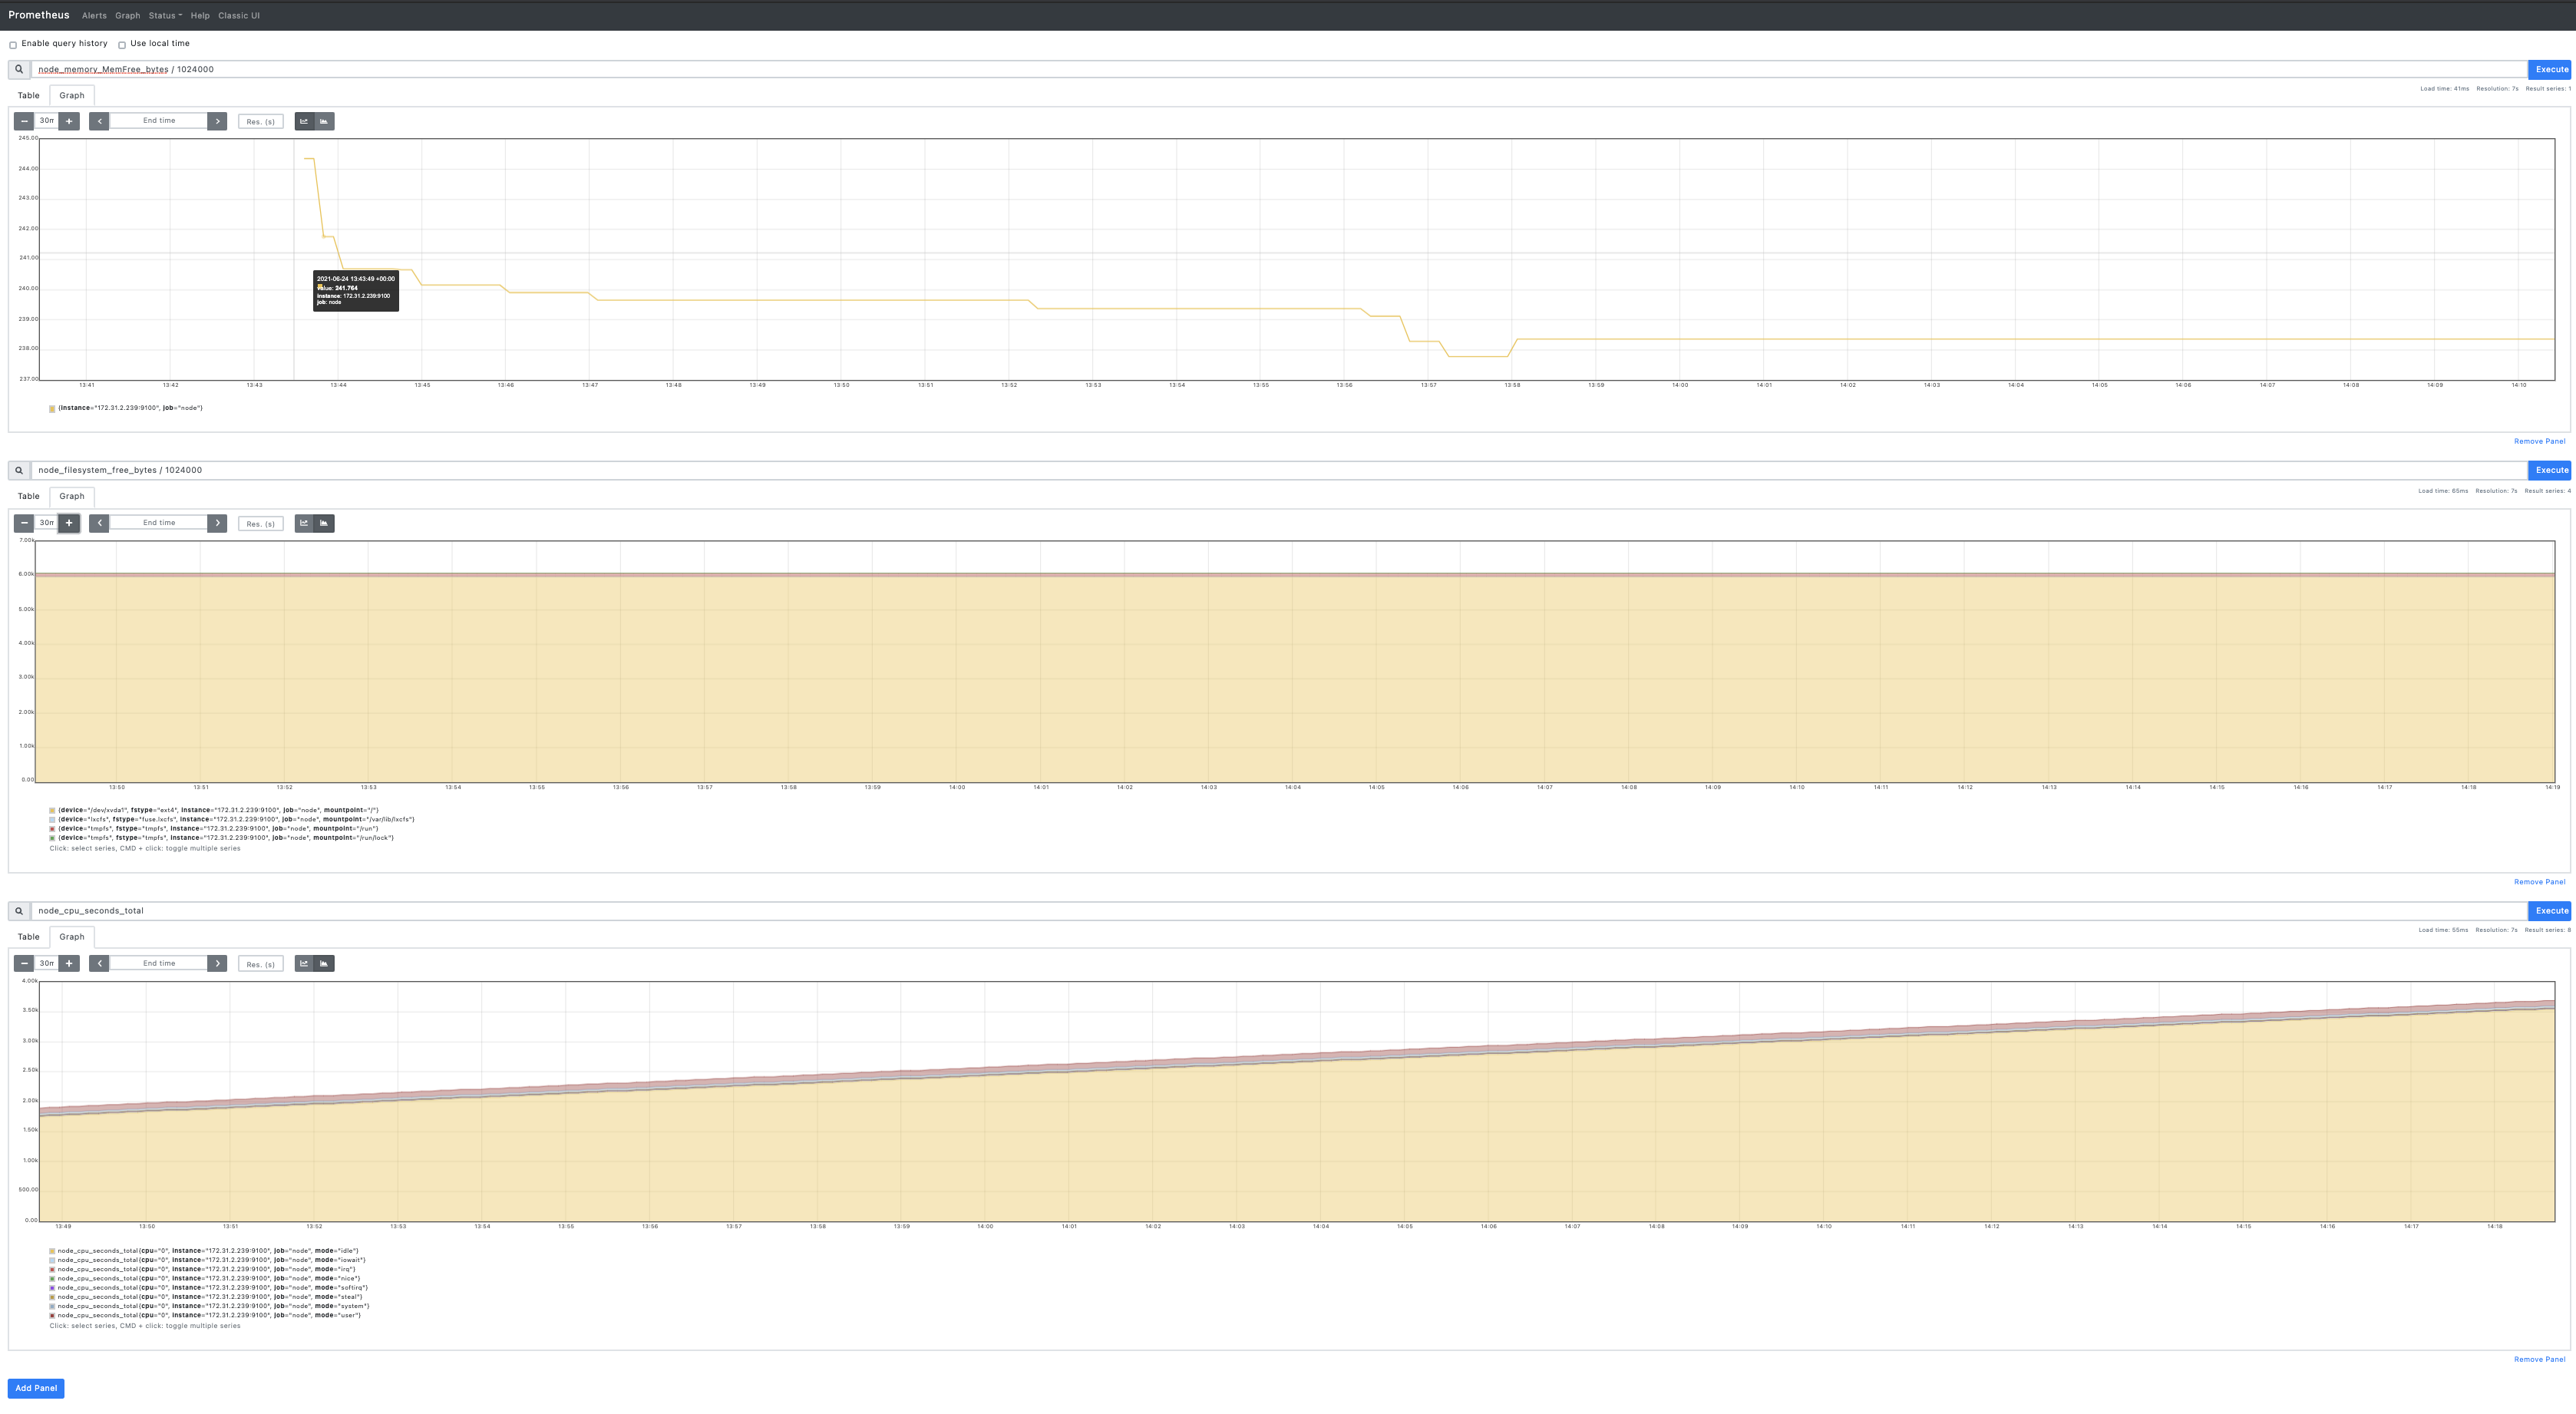 Prometheus Alerts Graph Status Help Classic UI
Enable query history Use local time
node_memory_MemFree_bytes / 1024000 Execute
Table Graph Load time: 41ms Resolution: 7s Result series: 1
30m End time Res. (s)
245.00
244.00
243.00
242.00
241.00
240.00
239.00
238.00
237.00
2021-06-24 13:43:49 +00:00
value: 241.764
instance: 172.31.2.239:9100
job: node
13:41 13:42 13:43 13:44 13:45 13:46 13:47 13:48 13:49 13:50 13:51 13:52 13:53 13:54 13:55 13:56 13:57 13:58 13:59 14:00 14:01 14:02 14:03 14:04 14:05 14:06 14:07 14:08 14:09 14:10
{instance="172.31.2.239:9100", job="node"}
Remove Panel
node_filesystem_free_bytes / 1024000 Execute
Table Graph Load time: 65ms Resolution: 7s Result series: 4
30m End time Res. (s)
7.00k
6.00k
5.00k
4.00k
3.00k
2.00k
1.00k
0.00
13:50 13:51 13:52 13:53 13:54 13:55 13:56 13:57 13:58 13:59 14:00 14:01 14:02 14:03 14:04 14:05 14:06 14:07 14:08 14:09 14:10 14:11 14:12 14:13 14:14 14:15 14:16 14:17 14:18 14:19
{device="/dev/xvda1", fstype="ext4", instance="172.31.2.239:9100", job="node", mountpoint="/"}
{device="lxcfs", fstype="fuse.lxcfs", instance="172.31.2.239:9100", job="node", mountpoint="/var/lib/lxcfs"}
{device="tmpfs", fstype="tmpfs", instance="172.31.2.239:9100", job="node", mountpoint="/run"}
{device="tmpfs", fstype="tmpfs", instance="172.31.2.239:9100", job="node", mountpoint="/run/lock"}
Click: select series, CMD + click: toggle multiple series
Remove Panel
node_cpu_seconds_total Execute
Table Graph Load time: 55ms Resolution: 7s Result series: 8
30m End time Res. (s)
4.00k
3.50k
3.00k
2.50k
2.00k
1.50k
1.00k
500.00
0.00
13:49 13:50 13:51 13:52 13:53 13:54 13:55 13:56 13:57 13:58 13:59 14:00 14:01 14:02 14:03 14:04 14:05 14:06 14:07 14:08 14:09 14:10 14:11 14:12 14:13 14:14 14:15 14:16 14:17 14:18
node_cpu_seconds_total{cpu="0", instance="172.31.2.239:9100", job="node", mode="idle"}
node_cpu_seconds_total{cpu="0", instance="172.31.2.239:9100", job="node", mode="iowait"}
node_cpu_seconds_total{cpu="0", instance="172.31.2.239:9100", job="node", mode="irq"}
node_cpu_seconds_total{cpu="0", instance="172.31.2.239:9100", job="node", mode="nice"}
node_cpu_seconds_total{cpu="0", instance="172.31.2.239:9100", job="node", mode="softirq"}
node_cpu_seconds_total{cpu="0", instance="172.31.2.239:9100", job="node", mode="steal"}
node_cpu_seconds_total{cpu="0", instance="172.31.2.239:9100", job="node", mode="system"}
node_cpu_seconds_total{cpu="0", instance="172.31.2.239:9100", job="node", mode="user"}
Click: select series, CMD + click: toggle multiple series
Remove Panel
Add Panel